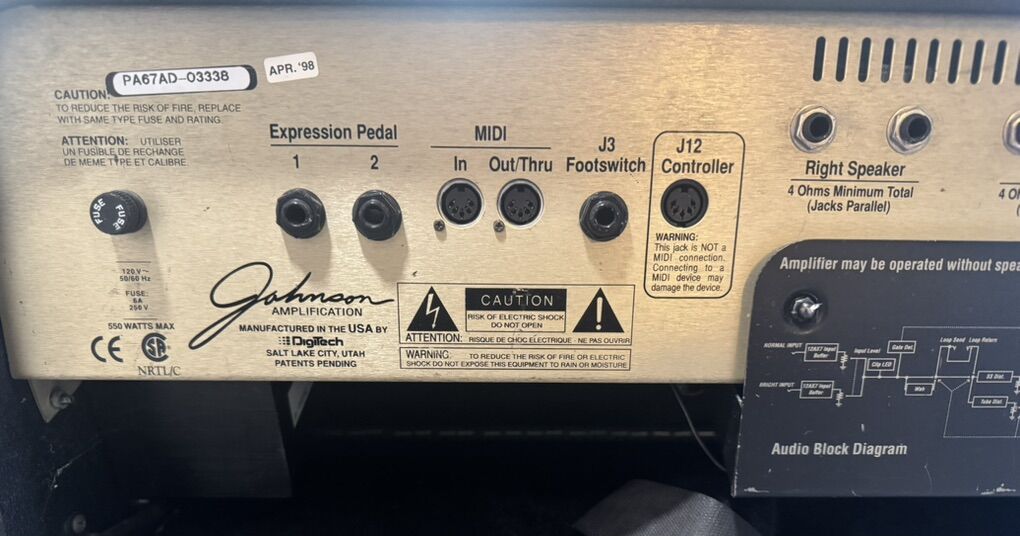 PA67AD-03338
APR. '98
CAUTION:
TO REDUCE THE RISK OF FIRE, REPLACE
WITH SAME TYPE FUSE AND RATING.
ATTENTION: UTILISER
UN FUSIBLE DE RECHANGE
DE MEME TYPE ET CALIBRE.
FUSE
FUSE
120 V~
50/60 Hz
FUSE:
6A
250 V
550 WATTS MAX
CE SA
NRTL/C
Expression Pedal
1 2
MIDI
In Out/Thru
J3
Footswitch
J12
Controller
WARNING:
This jack is NOT a
MIDI connection.
Connecting to a
MIDI device may
damage the device.
Johnson
AMPLIFICATION
MANUFACTURED IN THE USA BY
DigiTech
SALT LAKE CITY, UTAH
PATENTS PENDING
CAUTION
RISK OF ELECTRIC SHOCK
DO NOT OPEN
ATTENTION: RISQUE DE CHOC ELECTRIQUE - NE PAS OUVRIR
WARNING: TO REDUCE THE RISK OF FIRE OR ELECTRIC
SHOCK DO NOT EXPOSE THIS EQUIPMENT TO RAIN OR MOISTURE
Right Speaker
4 Ohms Minimum Total
(Jacks Parallel)
4 O
(
Amplifier may be operated without spea
NORMAL INPUT
12AX7 Input
Buffer
BRIGHT INPUT
12AX7 Input
Buffer
Input Level
Clip LED
Gate Det.
Wah
Loop Send
Loop Return
S3 Dist.
Tube Dist.
Audio Block Diagram